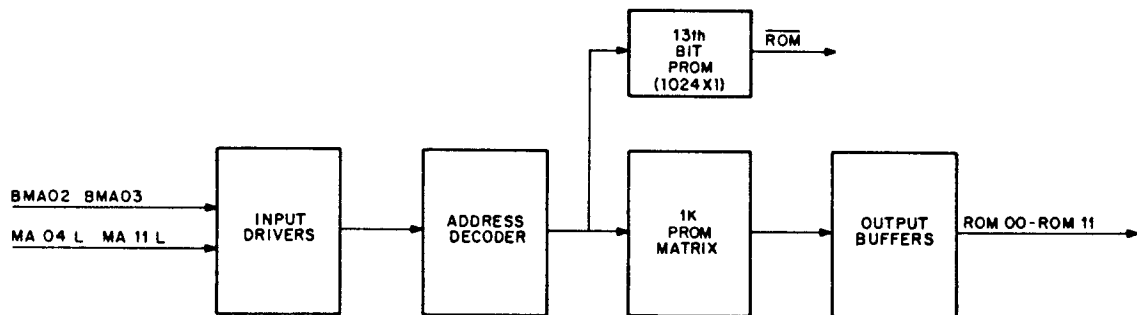 13th
BIT
PROM
(1024X1)
R̅O̅M̅
BMA02 BMA03
MA 04 L MA 11 L
INPUT
DRIVERS
ADDRESS
DECODER
1K
PROM
MATRIX
OUTPUT
BUFFERS
ROM 00-ROM 11